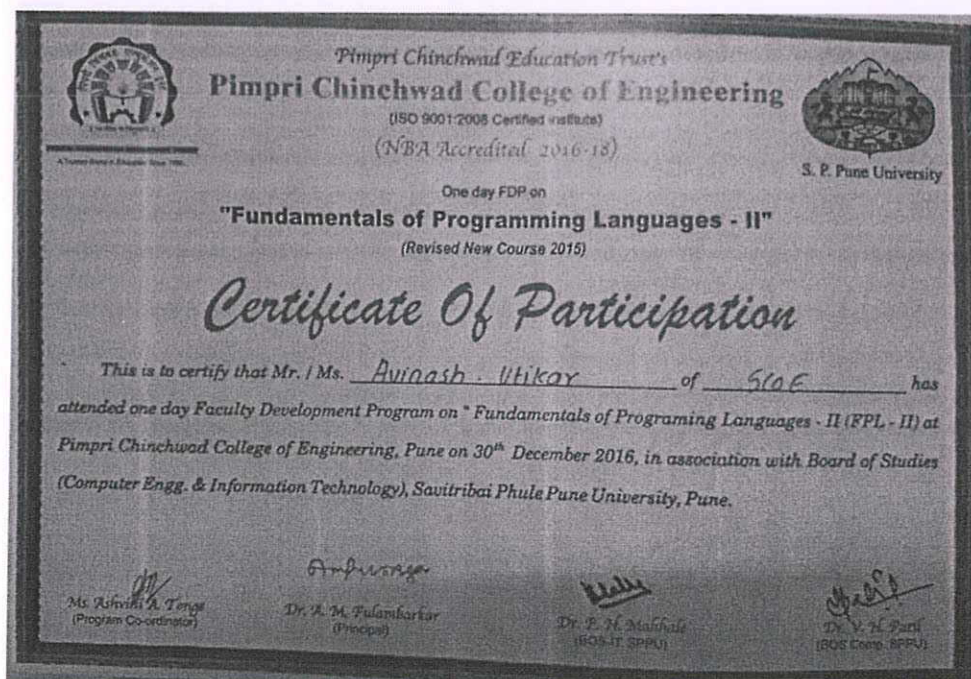 Pimpri Chinchwad Education Trust's
Pimpri Chinchwad College of Engineering
(ISO 9001:2008 Certified Institute)
(NBA Accredited 2016-18)
S. P. Pune University
One day FDP on
"Fundamentals of Programming Languages - II"
(Revised New Course 2015)
Certificate Of Participation
This is to certify that Mr. / Ms. Avinash . Utikar of SIOE has
attended one day Faculty Development Program on " Fundamentals of Programing Languages - II (FPL - II) at
Pimpri Chinchwad College of Engineering, Pune on 30th December 2016, in association with Board of Studies
(Computer Engg. & Information Technology), Savitribai Phule Pune University, Pune.
Ms. Ashvini A. Tonge
(Program Co-ordinator)
Dr. A. M. Fulambarkar
(Principal)
Dr. P. N. Mahhale
(BOS-IT, SPPU)
Dr. V. H. Patil
(BOS Comp. SPPU)